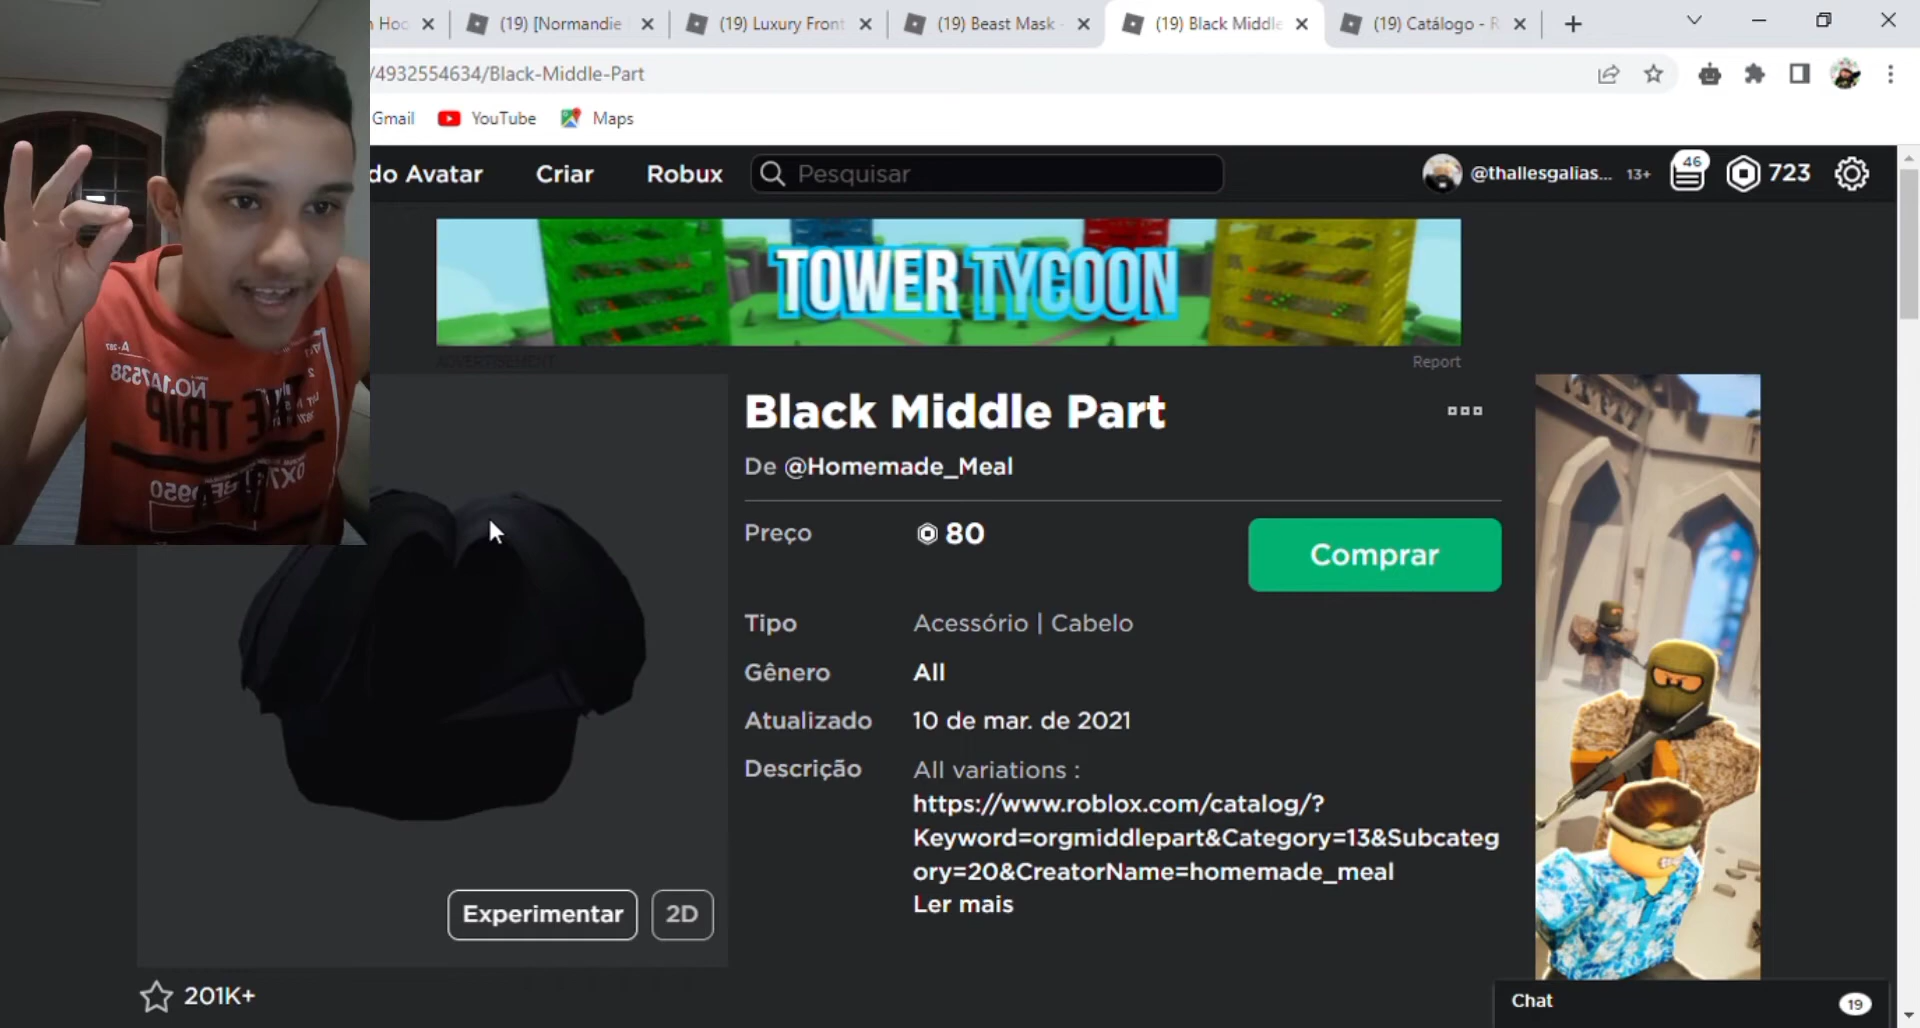 (19) [Normandie
(19) Luxury Front
(19) Beast Mask -
(19) Black Middle
(19) Catálogo - R
/4932554634/Black-Middle-Part
Gmail
YouTube
Maps
do Avatar
Criar
Robux
Pesquisar
@thallesgalias...
13+
46
723
TOWER TYCOON
ADVERTISEMENT
Report
NO.1A7538
Black Middle Part
De @Homemade_Meal
Preço
80
Comprar
Tipo
Acessório | Cabelo
Gênero
All
Atualizado
10 de mar. de 2021
Descrição
All variations :
https://www.roblox.com/catalog/?
Keyword=orgmiddlepart&Category=13&Subcateg
ory=20&CreatorName=homemade_meal
Ler mais
Experimentar
2D
201K+
Chat
19